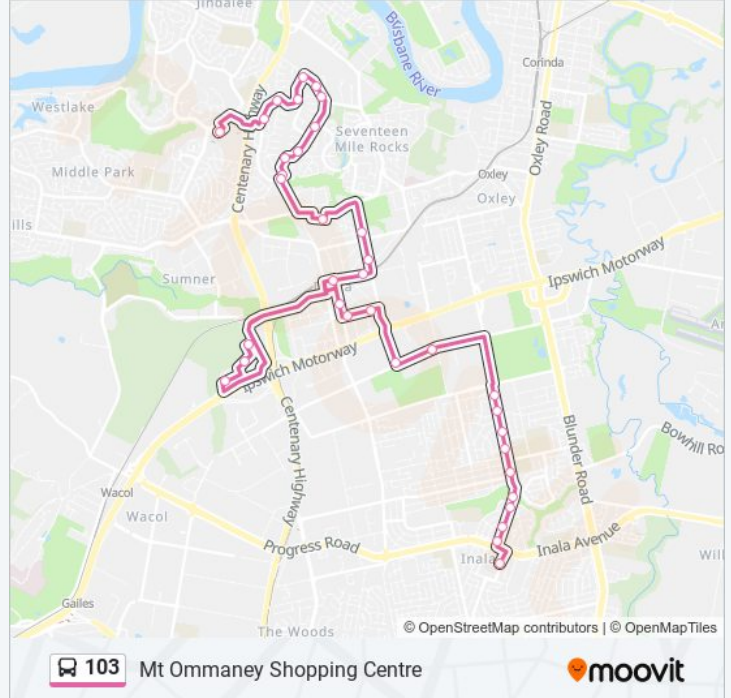 Jindalee
Brisbane River
Corinda
Westlake
Centenary Highway
Oxley Road
Seventeen
Mile Rocks
Middle Park
Oxley
Oxley
ills
Ipswich Motorway
Sumner
Ar
Ipswich Motorway
Centenary Highway
Blunder Road
Bowhill Ro
Wacol
Wacol
Progress Road
Inala Avenue
Inala
Will
Gailes
The Woods
© OpenStreetMap contributors | © OpenMapTiles
103 Mt Ommaney Shopping Centre
moovit